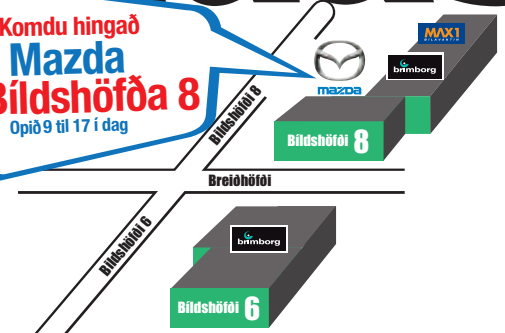 Komdu hingað
Mazda
Bíldshöfða 8
Opið 9 til 17 í dag
MAX1
BÍLAVAKTIN
brimborg
mazda
Bíldshöfði 8
Bíldshöfði 8
Breiðhöfði
Bíldshöfði 6
brimborg
Bíldshöfði 6